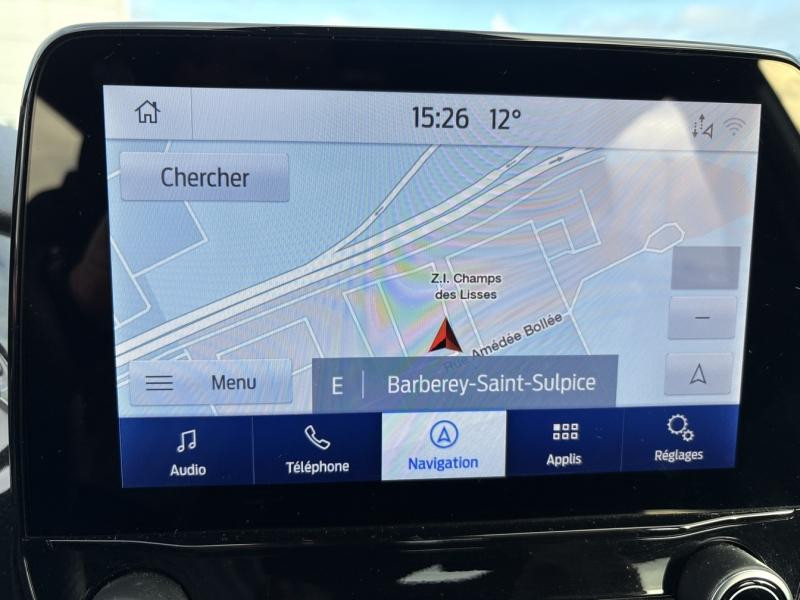 15:26 12°
Chercher
Z.I. Champs
des Lisses
Rue Amédée Bollée
Menu
E Barberey-Saint-Sulpice
Audio
Téléphone
Navigation
Applis
Réglages